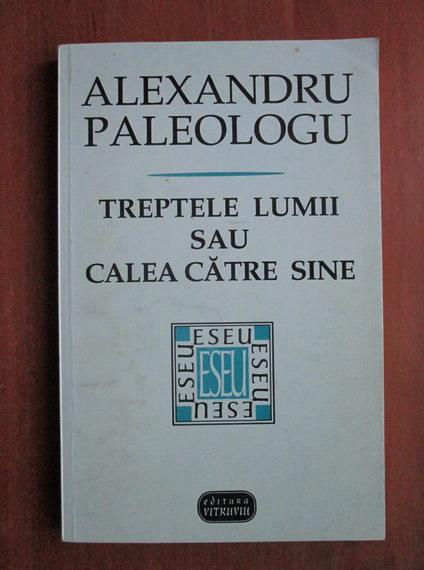 ALEXANDRU
PALEOLOGU
TREPTELE LUMII
SAU
CALEA CĂTRE SINE
ESEU
ESEU
ESEU
ESEU
ESEU
editura
VITRUVIU